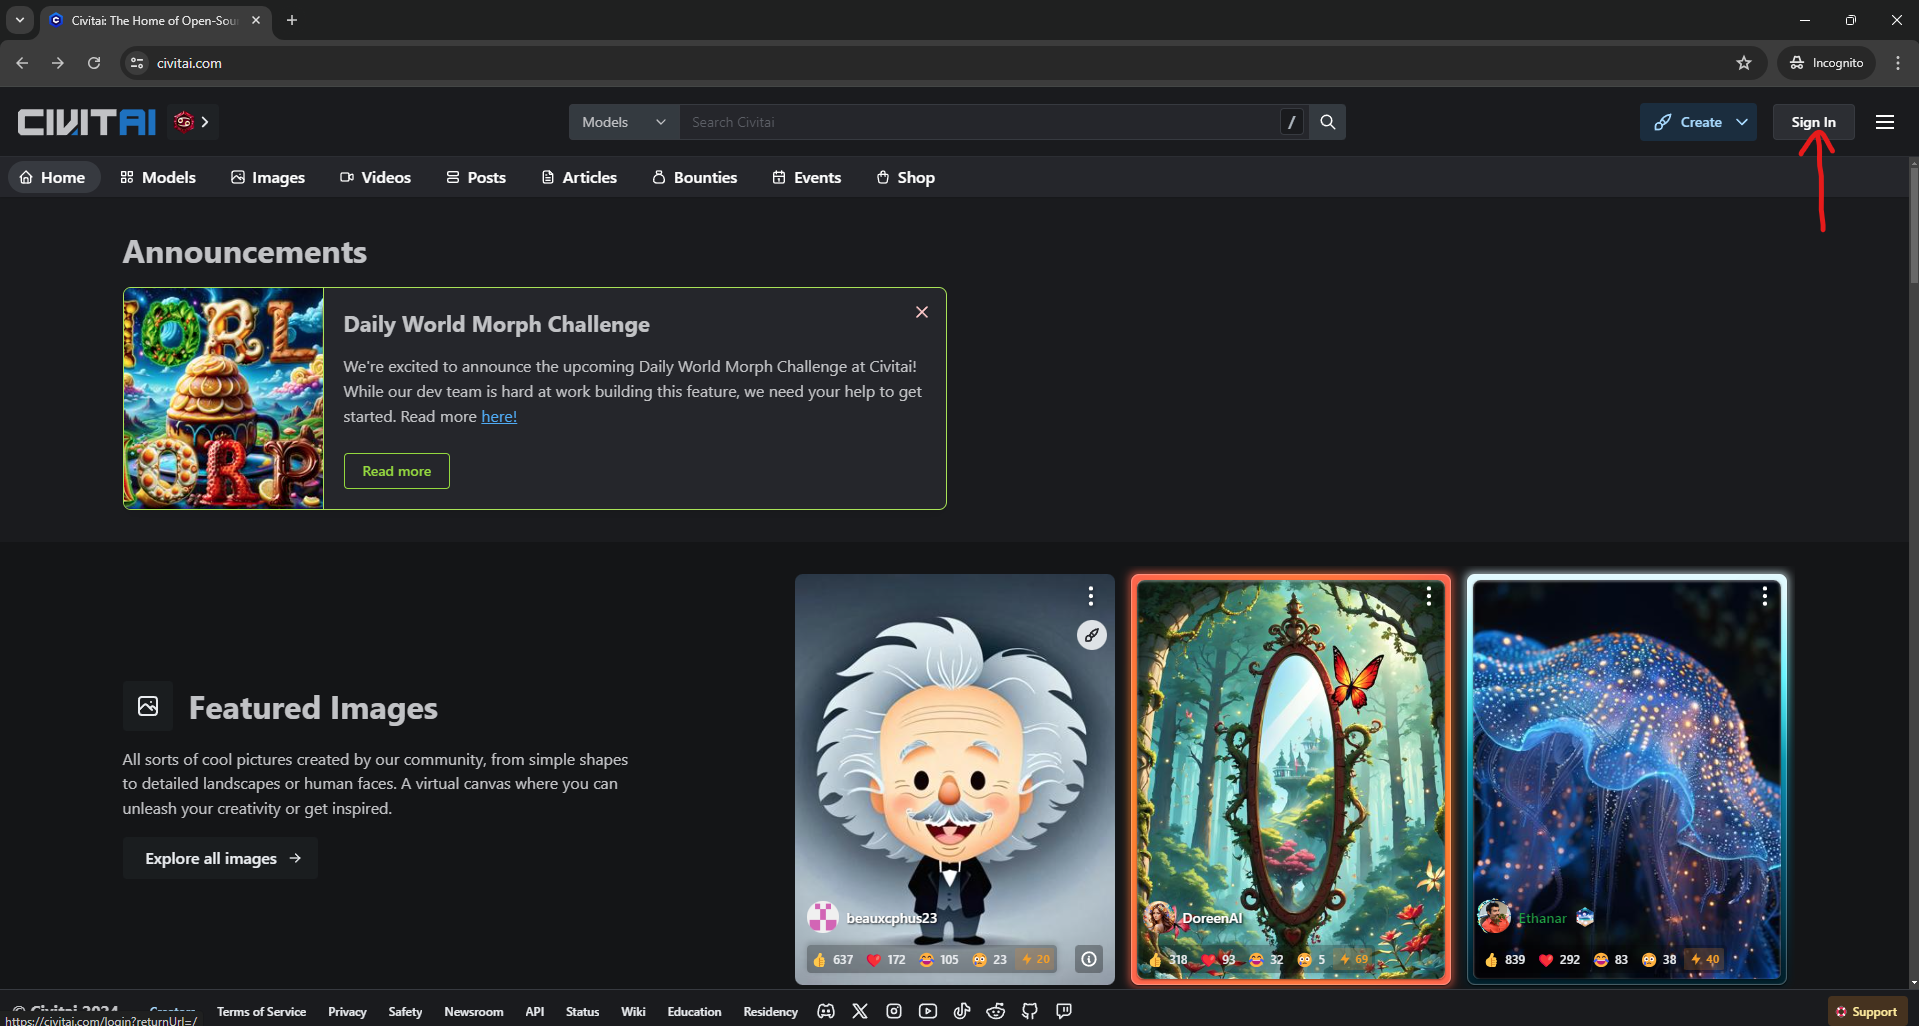 Civitai: The Home of Open-Sou
civitai.com
Incognito
CIVITAI
Models
Search Civitai
/
Create
Sign In
Home
Models
Images
Videos
Posts
Articles
Bounties
Events
Shop
Announcements
Daily World Morph Challenge
We're excited to announce the upcoming Daily World Morph Challenge at Civitai!
While our dev team is hard at work building this feature, we need your help to get
started. Read more here!
Read more
ORL
ORP
Featured Images
All sorts of cool pictures created by our community, from simple shapes
to detailed landscapes or human faces. A virtual canvas where you can
unleash your creativity or get inspired.
Explore all images
beauxcphus23
637 172 105 23 20
DoreenAI
318 93 32 5 69
Ethanar
839 292 83 38 40
© Civitai 2024
Creators
Terms of Service
Privacy
Safety
Newsroom
API
Status
Wiki
Education
Residency
Support
https://civitai.com/login?returnUrl=/